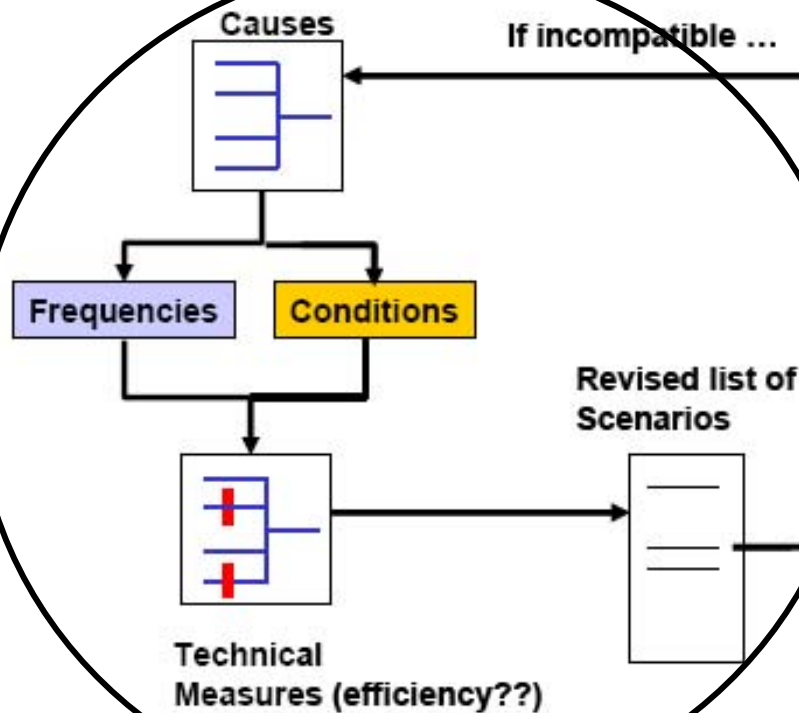 Causes
If incompatible ...
Frequencies
Conditions
Revised list of
Scenarios
Technical
Measures (efficiency??)